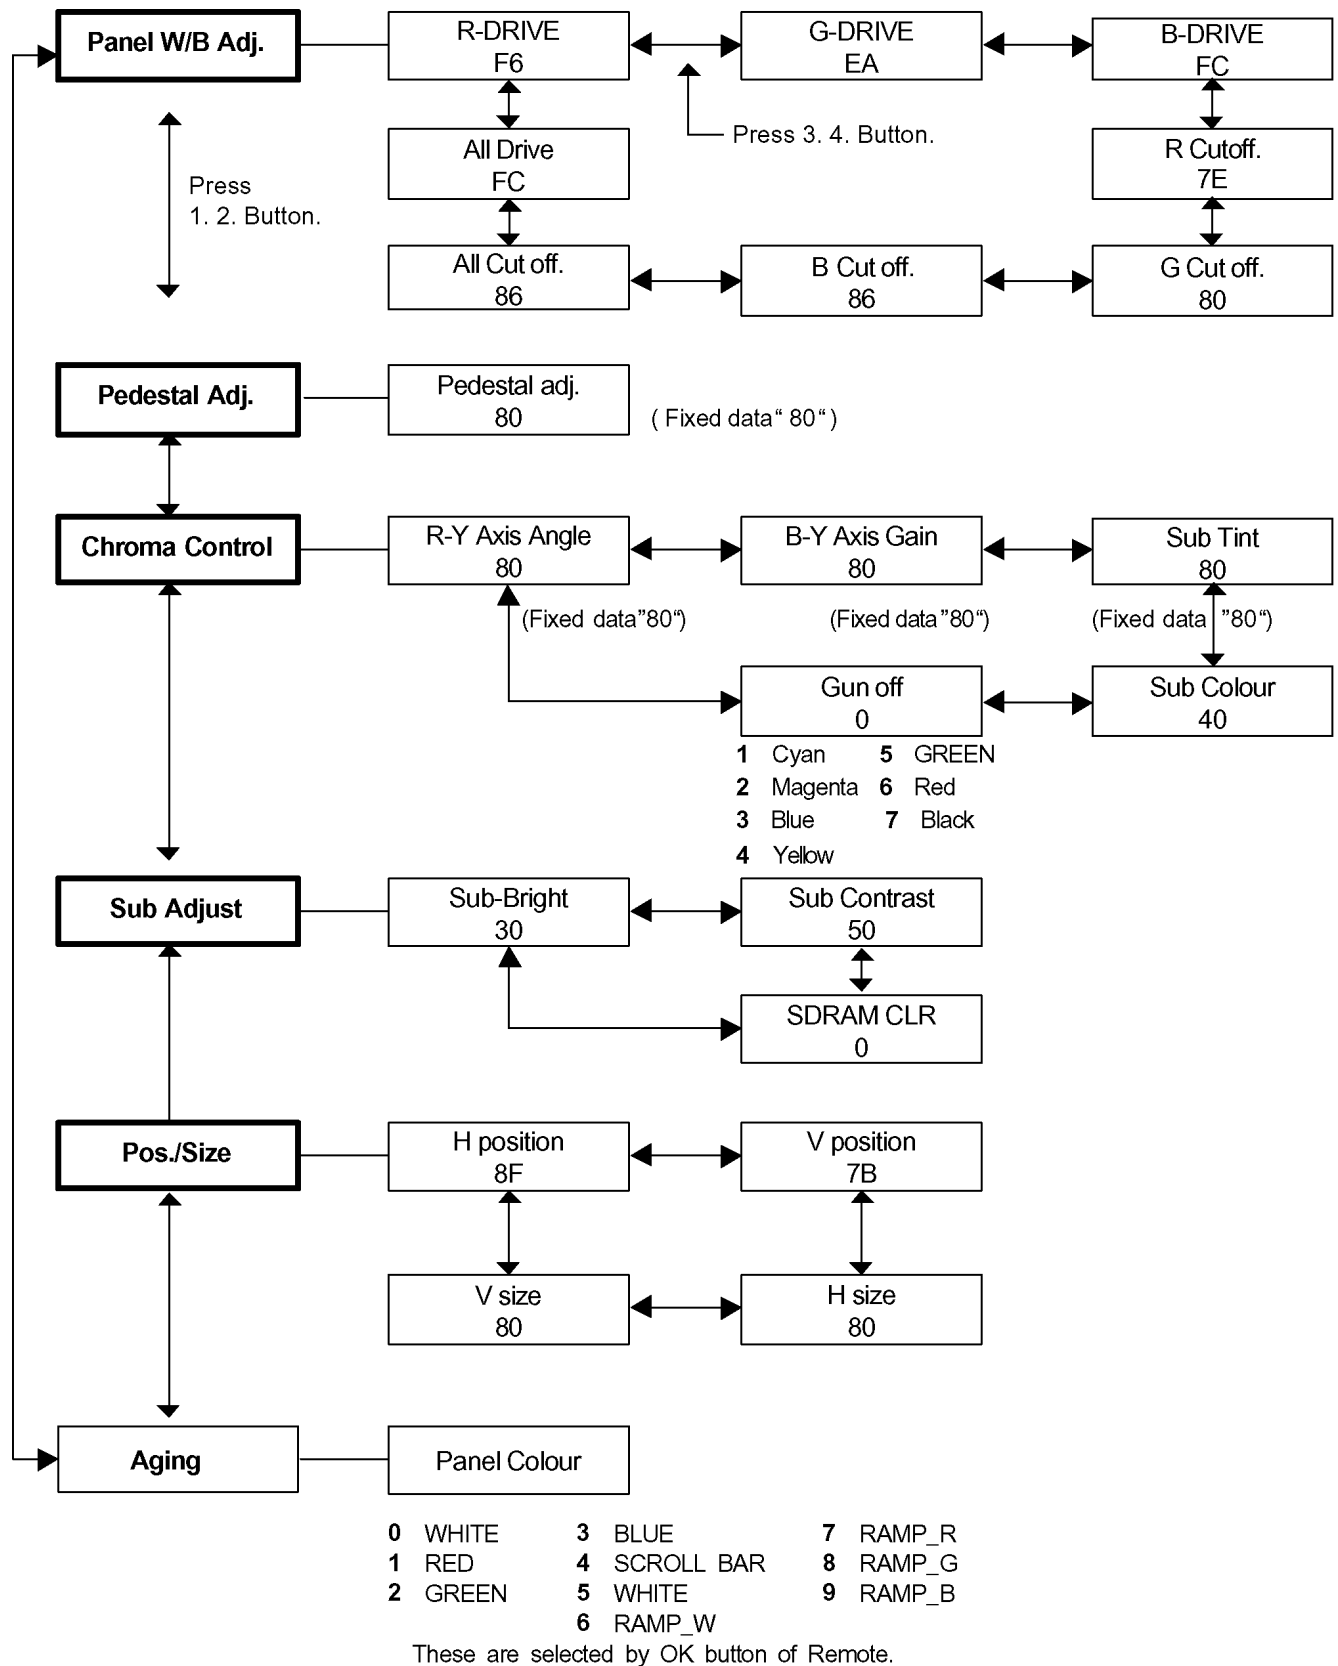 Panel W/B Adj.
R-DRIVE
F6
G-DRIVE
EA
B-DRIVE
FC
Press 3. 4. Button.
All Drive
FC
R Cutoff.
7E
Press
1. 2. Button.
All Cut off.
86
B Cut off.
86
G Cut off.
80
Pedestal Adj.
Pedestal adj.
80
( Fixed data“ 80“ )
Chroma Control
R-Y Axis Angle
80
B-Y Axis Gain
80
Sub Tint
80
(Fixed data”80“)
(Fixed data”80“)
(Fixed data ”80“)
Gun off
0
Sub Colour
40
1 Cyan 5 GREEN
2 Magenta 6 Red
3 Blue 7 Black
4 Yellow
Sub Adjust
Sub-Bright
30
Sub Contrast
50
SDRAM CLR
0
Pos./Size
H position
8F
V position
7B
V size
80
H size
80
Aging
Panel Colour
0 WHITE 3 BLUE 7 RAMP_R
1 RED 4 SCROLL BAR 8 RAMP_G
2 GREEN 5 WHITE 9 RAMP_B
6 RAMP_W
These are selected by OK button of Remote.